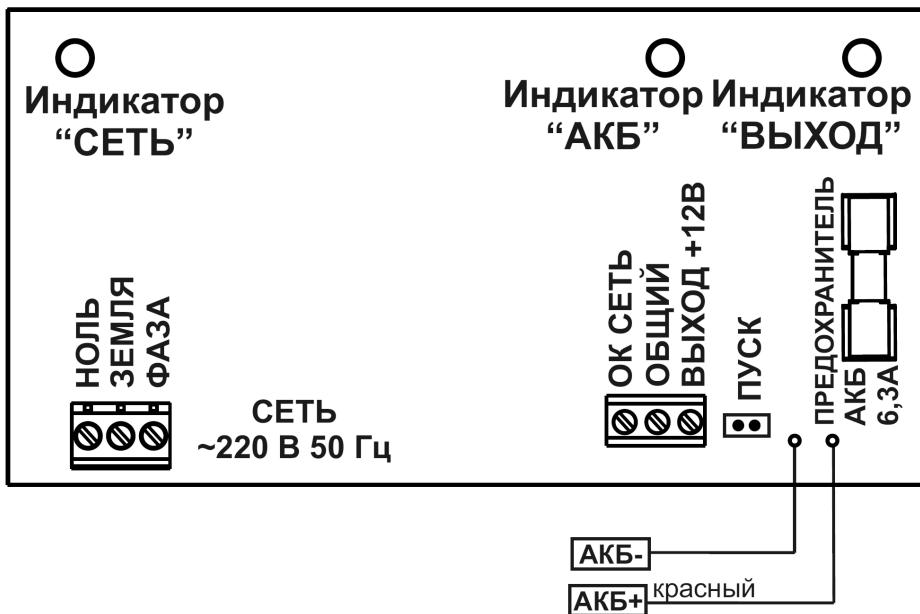 Индикатор
“СЕТЬ”
Индикатор
“АКБ”
Индикатор
“ВЫХОД”
НОЛЬ
ЗЕМЛЯ
ФАЗА
СЕТЬ
~220 В 50 Гц
ОК СЕТЬ
ОБЩИЙ
ВЫХОД +12В
ПУСК
ПРЕДОХРАНИТЕЛЬ
АКБ
6,3А
АКБ-
АКБ+
красный